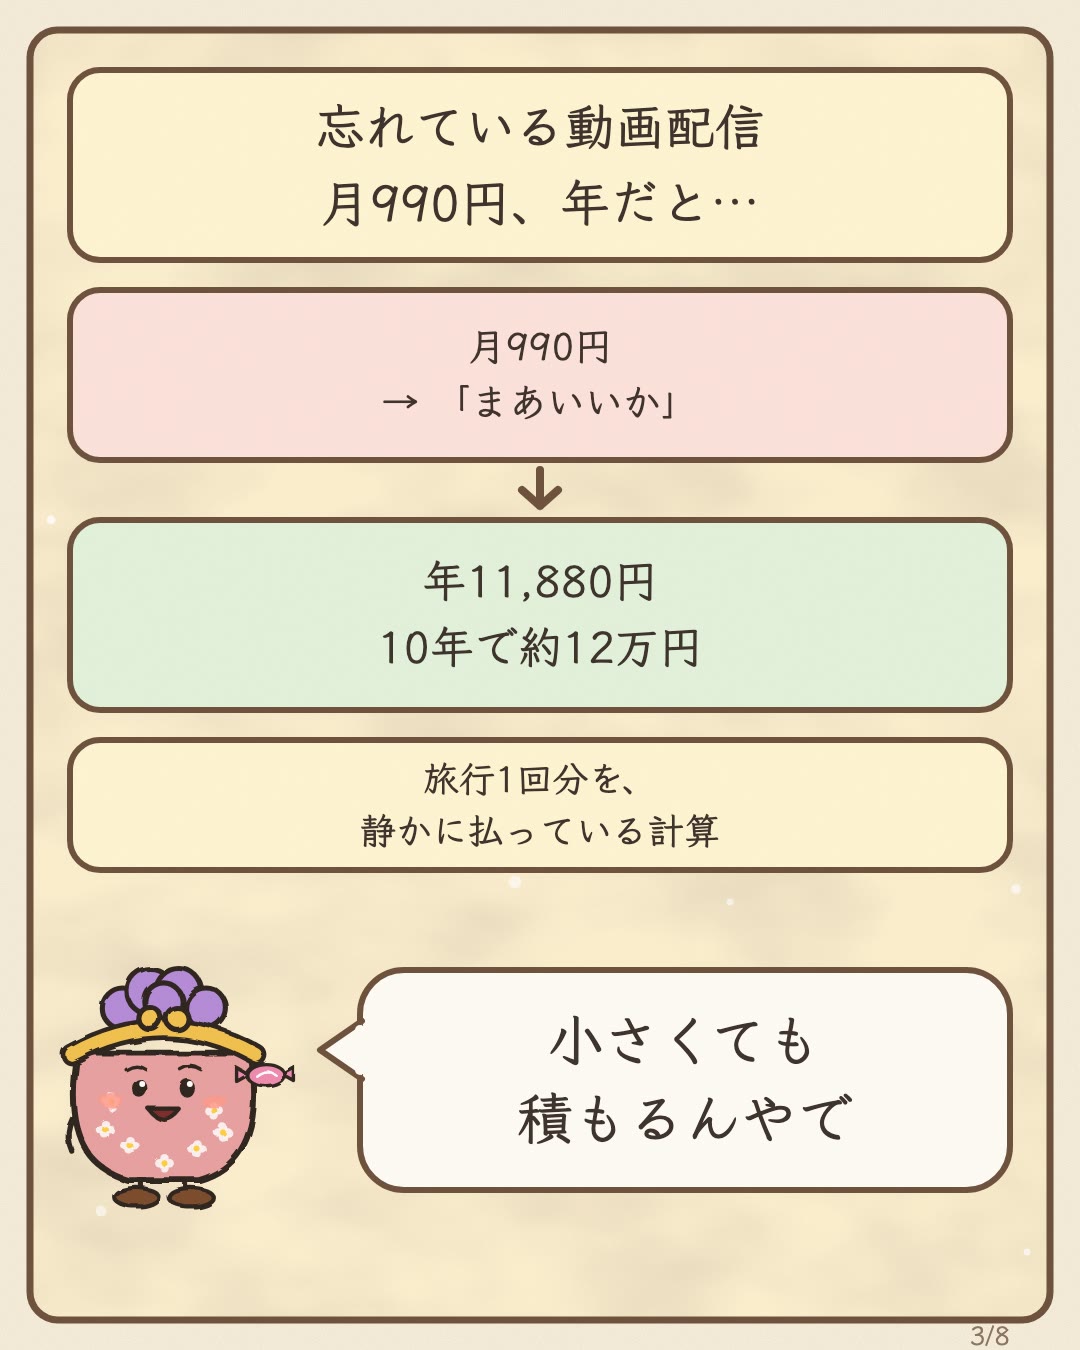 忘れている動画配信
月990円、年だと…
月990円
→ 「まあいいか」
年11,880円
10年で約12万円
旅行1回分を、
静かに払っている計算
小さくても
積もるんやで
3/8